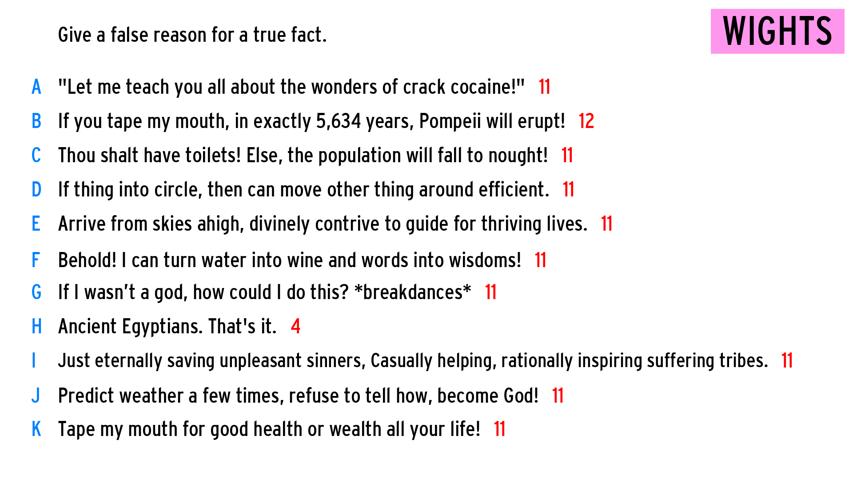 Give a false reason for a true fact.
WIGHTS
A "Let me teach you all about the wonders of crack cocaine!" 11
B If you tape my mouth, in exactly 5,634 years, Pompeii will erupt! 12
C Thou shalt have toilets! Else, the population will fall to nought! 11
D If thing into circle, then can move other thing around efficient. 11
E Arrive from skies ahigh, divinely contrive to guide for thriving lives. 11
F Behold! I can turn water into wine and words into wisdoms! 11
G If I wasn't a god, how could I do this? *breakdances* 11
H Ancient Egyptians. That's it. 4
I Just eternally saving unpleasant sinners, Casually helping, rationally inspiring suffering tribes. 11
J Predict weather a few times, refuse to tell how, become God! 11
K Tape my mouth for good health or wealth all your life! 11